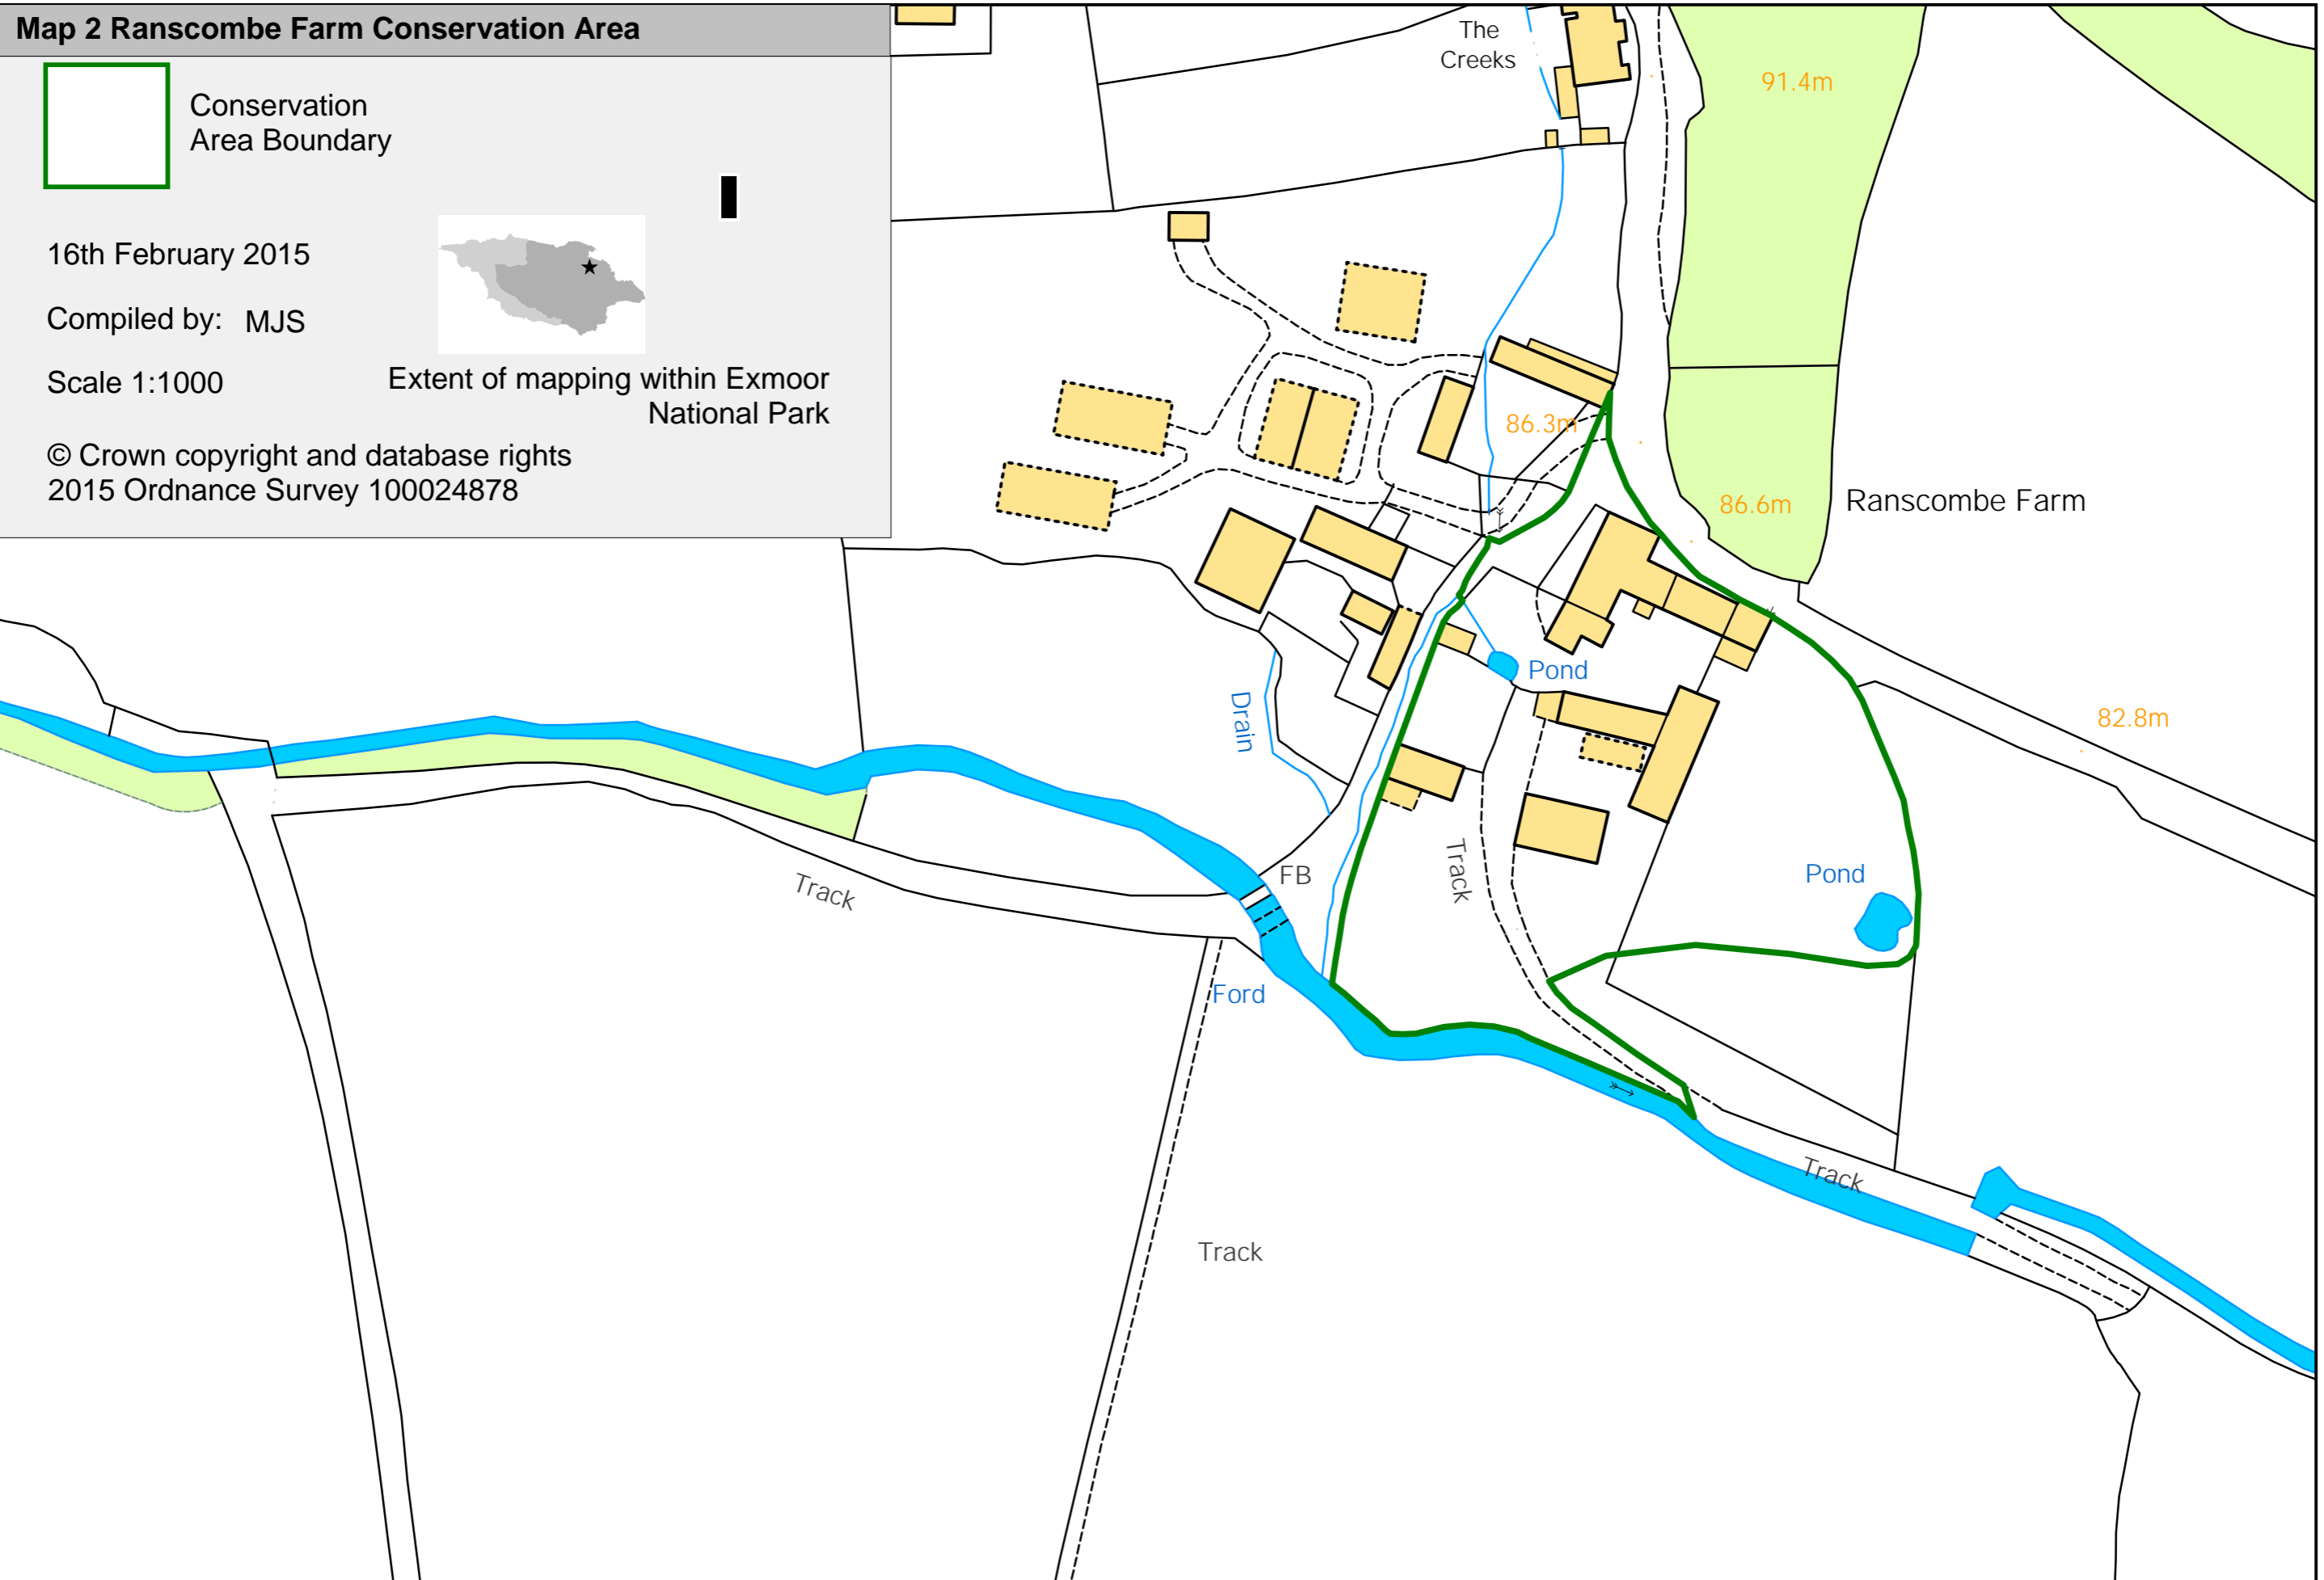 Map 2 Ranscombe Farm Conservation Area
Conservation
Area Boundary
16th February 2015
Compiled by: MJS
Scale 1:1000
Extent of mapping within Exmoor
National Park
© Crown copyright and database rights
2015 Ordnance Survey 100024878
The
Creeks
91.4m
86.3m
86.6m
Ranscombe Farm
Pond
Drain
82.8m
Track
FB
Track
Pond
Ford
Track
Track